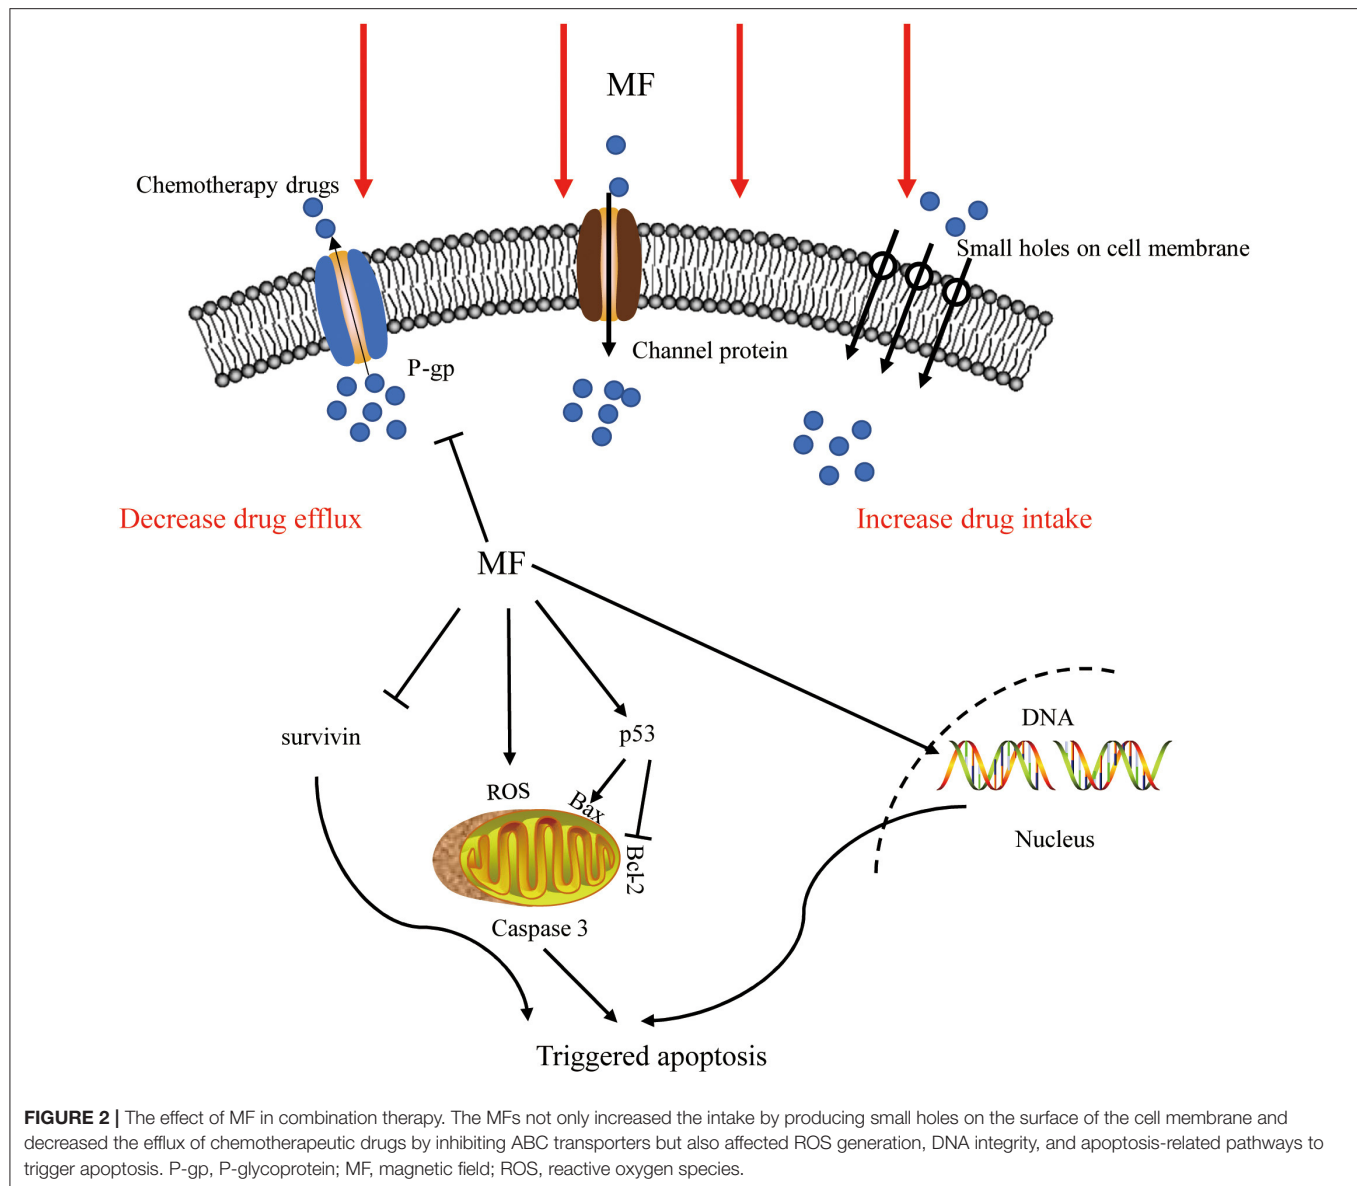 MF
Chemotherapy drugs
Small holes on cell membrane
Channel protein
P-gp
Decrease drug efflux
Increase drug intake
MF
survivin
p53
DNA
ROS
Bax
Bcl-2
Nucleus
Caspase 3
Triggered apoptosis
FIGURE 2 | The effect of MF in combination therapy. The MFs not only increased the intake by producing small holes on the surface of the cell membrane and
decreased the efflux of chemotherapeutic drugs by inhibiting ABC transporters but also affected ROS generation, DNA integrity, and apoptosis-related pathways to
trigger apoptosis. P-gp, P-glycoprotein; MF, magnetic field; ROS, reactive oxygen species.